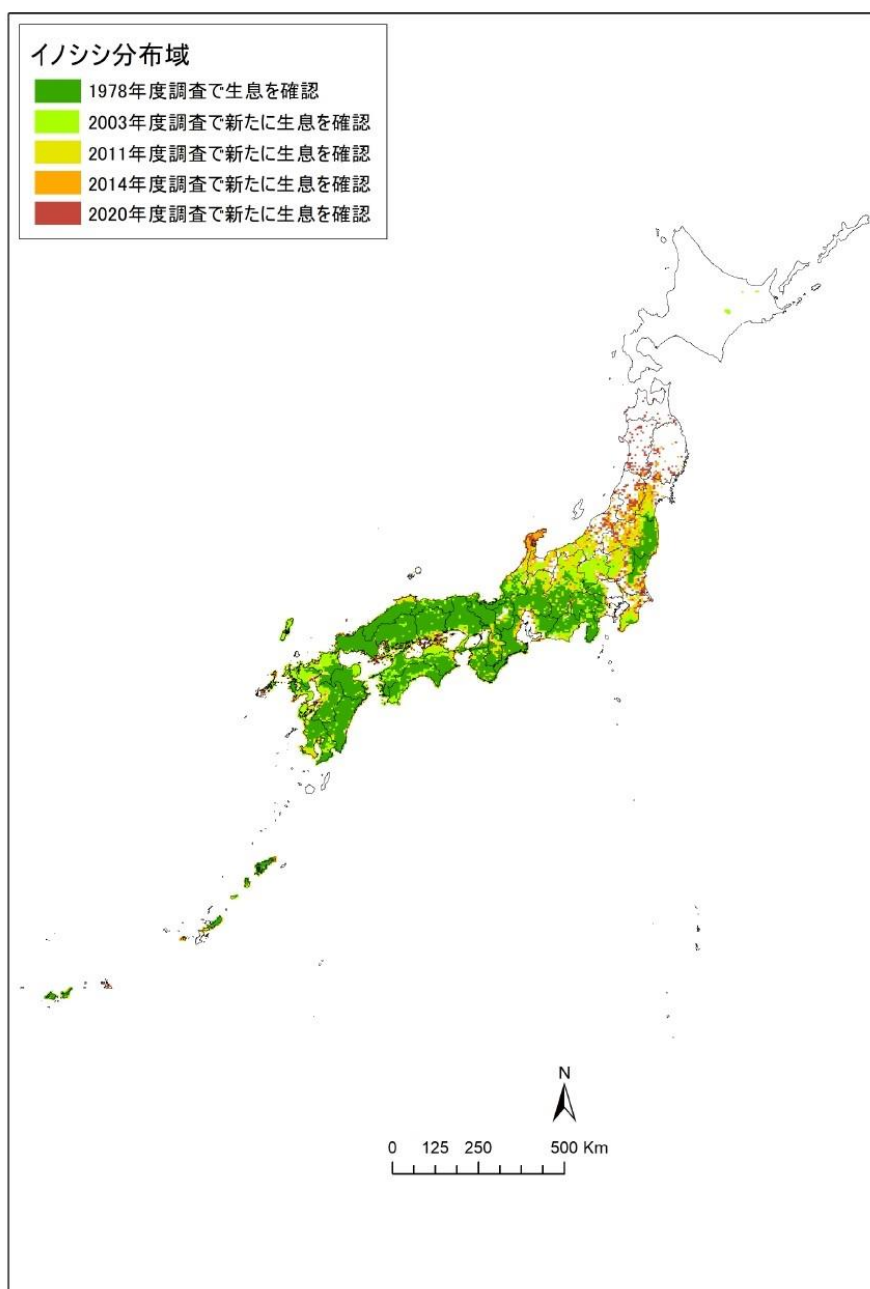 イノシシ分布域
1978年度調査で生息を確認
2003年度調査で新たに生息を確認
2011年度調査で新たに生息を確認
2014年度調査で新たに生息を確認
2020年度調査で新たに生息を確認
N
0 125 250 500 Km